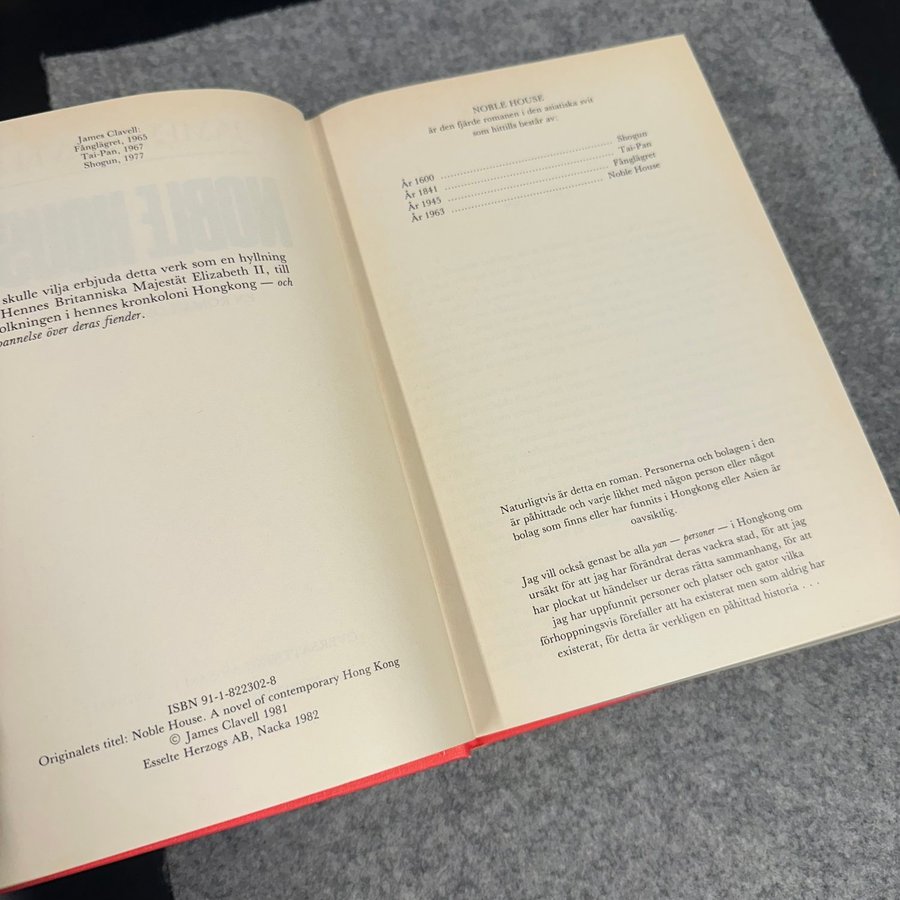 James Clavell:
Fånglägret, 1965
Tai-Pan, 1967
Shogun, 1977
skulle vilja erbjuda detta verk som en hyllning
Hennes Britanniska Majestät Elizabeth II, till
olkningen i hennes kronkoloni Hongkong — och
pannelse över deras fiender.
ISBN 91-1-822302-8
Originalets titel: Noble House. A novel of contemporary Hong Kong
© James Clavell 1981
Esselte Herzogs AB, Nacka 1982
NOBLE HOUSE
är den fjärde romanen i den asiatiska svit
som hittills består av:
År 1600 ........ Shogun
År 1841 ........ Tai-Pan
År 1945 ........ Fånglägret
År 1963 ........ Noble House
Naturligtvis är detta en roman. Personerna och bolagen i den
är påhittade och varje likhet med någon person eller något
bolag som finns eller har funnits i Hongkong eller Asien är
oavsiktlig.
Jag vill också genast be alla yan — personer — i Hongkong om
ursäkt för att jag har förändrat deras vackra stad, för att jag
har plockat ut händelser ur deras rätta sammanhang, för att
jag har uppfunnit personer och platser och gator vilka
förhoppningsvis förefaller att ha existerat men som aldrig har
existerat, för detta är verkligen en påhittad historia . . .